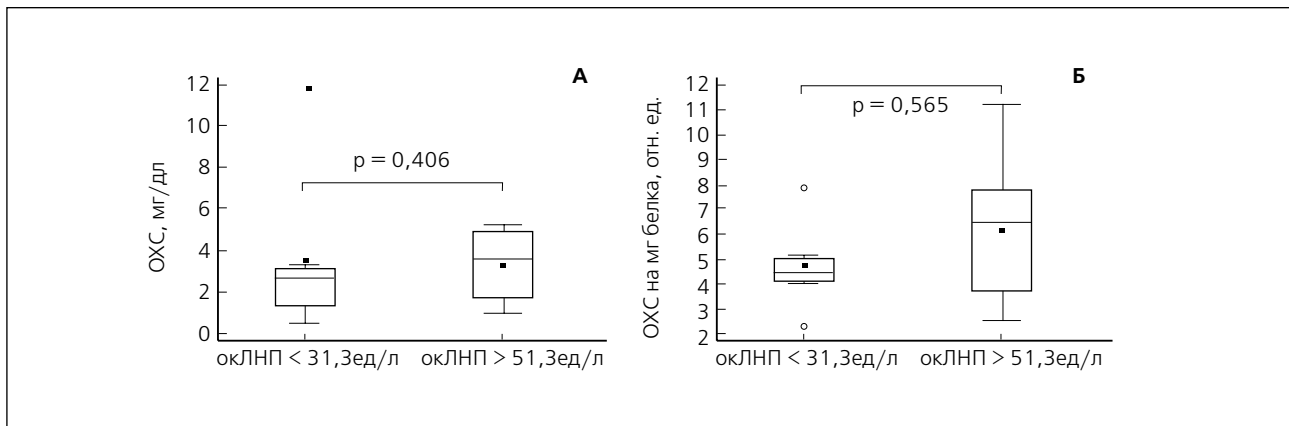 А
ОХС, мг/дл
12
10
8
6
4
2
0
p = 0,406
окЛНП < 31,3ед/л
окЛНП > 51,3ед/л
Б
ОХС на мг белка, отн. ед.
12
11
10
9
8
7
6
5
4
3
2
p = 0,565
окЛНП < 31,3ед/л
окЛНП > 51,3ед/л